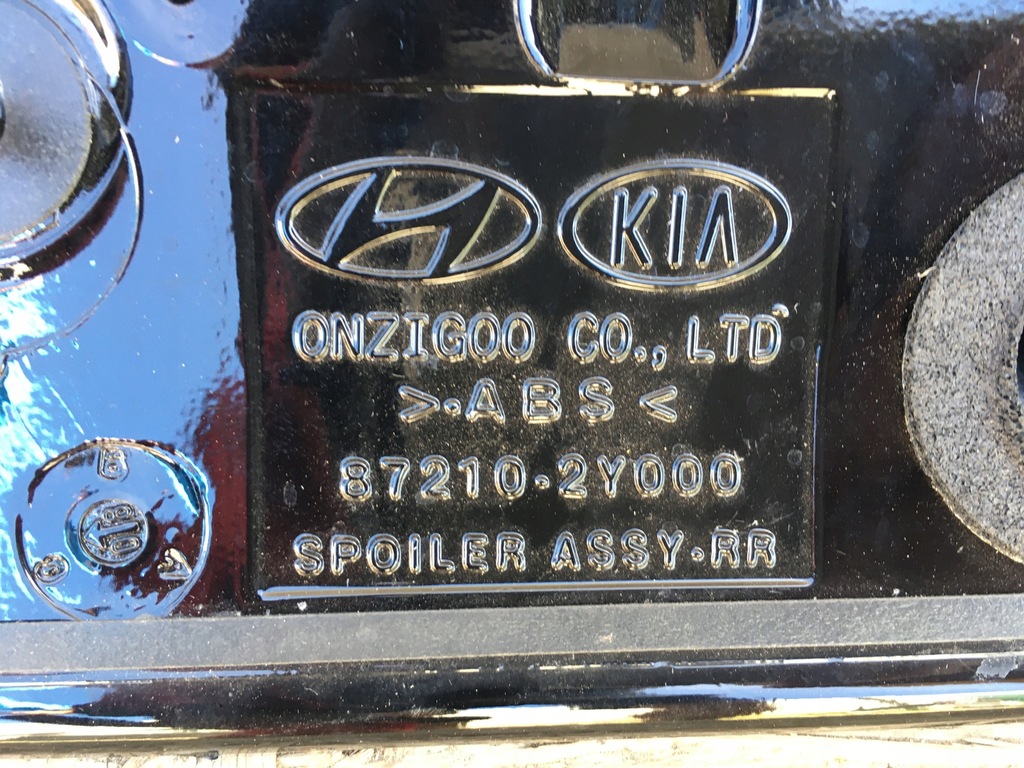 KIA
ONZIGOO CO., LTD
>·ABS<
87210-2Y000
SPOILER ASSY·RR